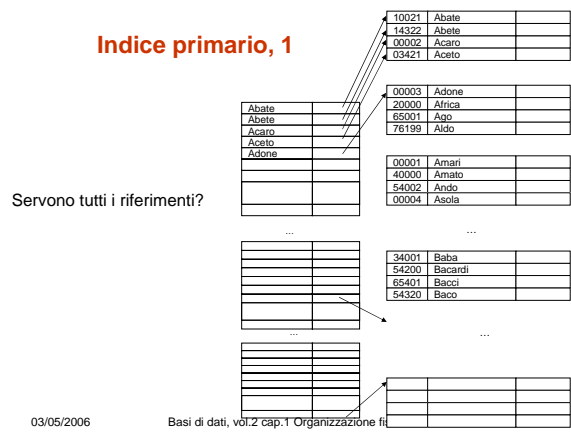 Indice primario, 1
10021 Abate
14322 Abete
00002 Acaro
03421 Aceto
00003 Adone
20000 Africa
65001 Ago
76199 Aldo
Abate
Abete
Acaro
Aceto
Adone
00001 Amari
40000 Amato
54002 Ando
00004 Asola
Servono tutti i riferimenti?
...
...
34001 Baba
54200 Bacardi
65401 Bacci
54320 Baco
...
...
03/05/2006
Basi di dati, vol.2 cap.1 Organizzazione